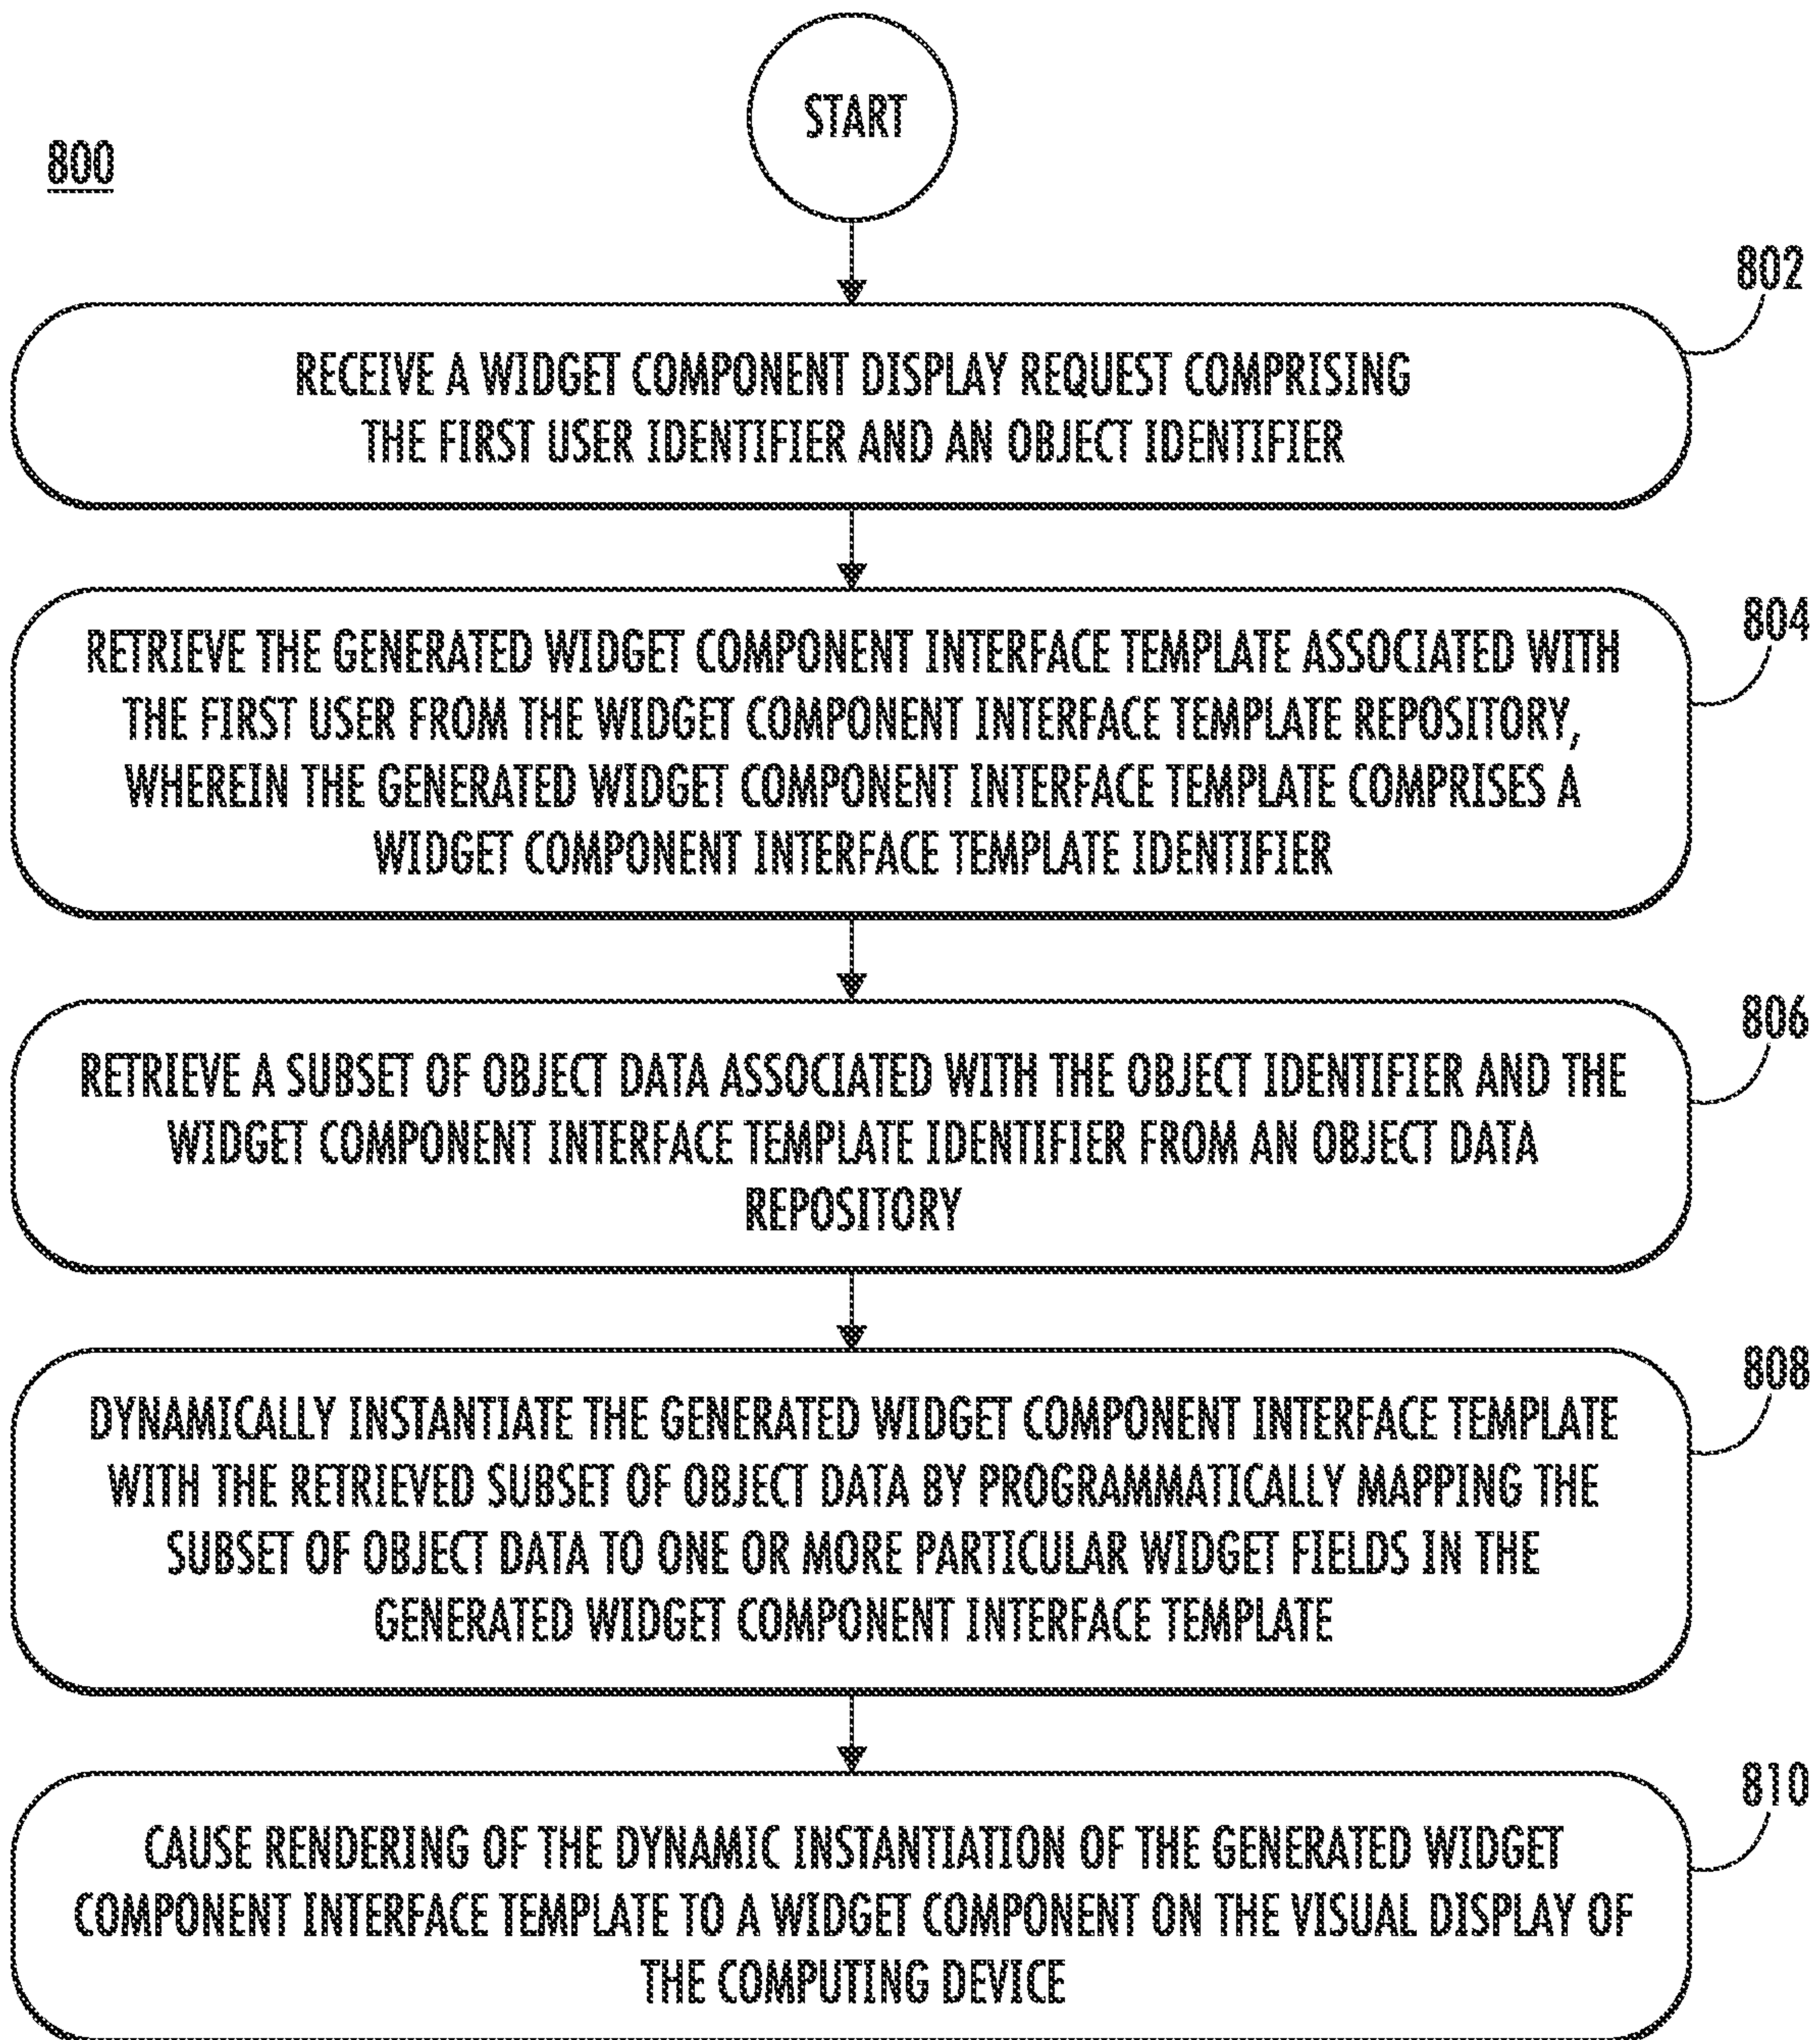 START
800
802
RECEIVE A WIDGET COMPONENT DISPLAY REQUEST COMPRISING
THE FIRST USER IDENTIFIER AND AN OBJECT IDENTIFIER
804
RETRIEVE THE GENERATED WIDGET COMPONENT INTERFACE TEMPLATE ASSOCIATED WITH
THE FIRST USER FROM THE WIDGET COMPONENT INTERFACE TEMPLATE REPOSITORY,
WHEREIN THE GENERATED WIDGET COMPONENT INTERFACE TEMPLATE COMPRISES A
WIDGET COMPONENT INTERFACE TEMPLATE IDENTIFIER
806
RETRIEVE A SUBSET OF OBJECT DATA ASSOCIATED WITH THE OBJECT IDENTIFIER AND THE
WIDGET COMPONENT INTERFACE TEMPLATE IDENTIFIER FROM AN OBJECT DATA
REPOSITORY
808
DYNAMICALLY INSTANTIATE THE GENERATED WIDGET COMPONENT INTERFACE TEMPLATE
WITH THE RETRIEVED SUBSET OF OBJECT DATA BY PROGRAMMATICALLY MAPPING THE
SUBSET OF OBJECT DATA TO ONE OR MORE PARTICULAR WIDGET FIELDS IN THE
GENERATED WIDGET COMPONENT INTERFACE TEMPLATE
810
CAUSE RENDERING OF THE DYNAMIC INSTANTIATION OF THE GENERATED WIDGET
COMPONENT INTERFACE TEMPLATE TO A WIDGET COMPONENT ON THE VISUAL DISPLAY OF
THE COMPUTING DEVICE